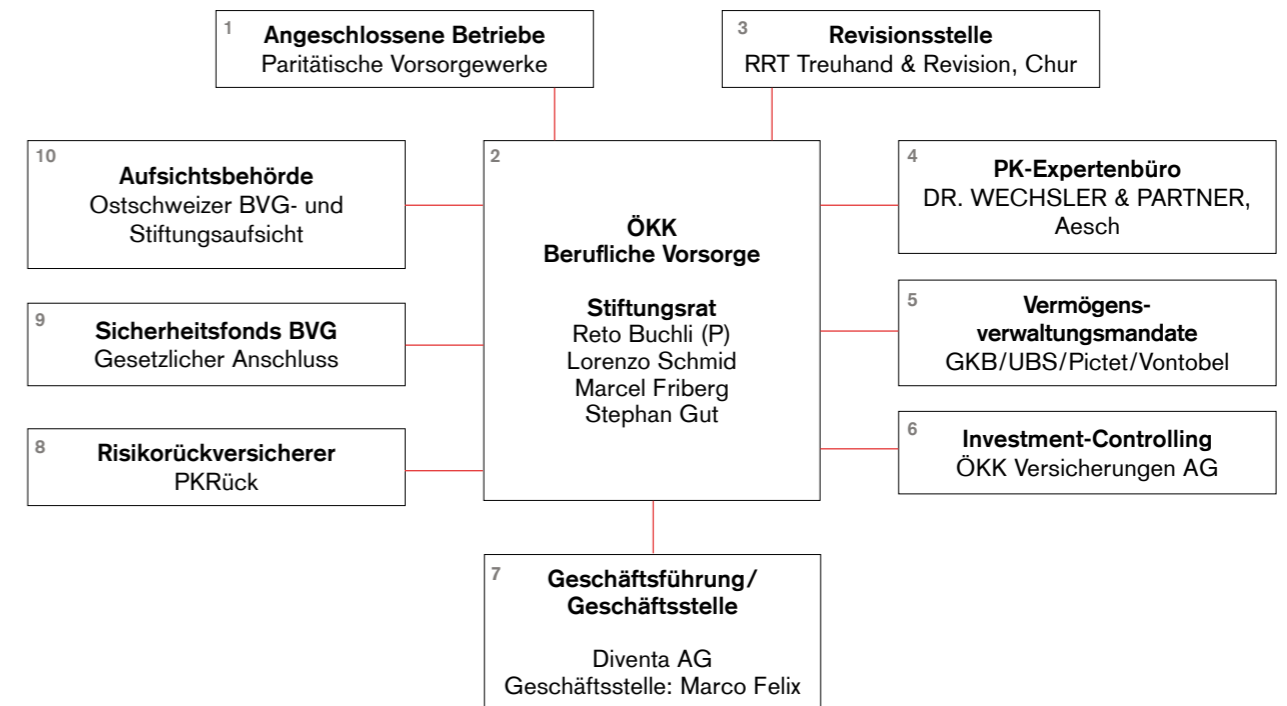 1
Angeschlossene Betriebe
Paritätische Vorsorgewerke
3
Revisionsstelle
RRT Treuhand & Revision, Chur
10
Aufsichtsbehörde
Ostschweizer BVG- und
Stiftungsaufsicht
2
ÖKK
Berufliche Vorsorge
Stiftungsrat
Reto Buchli (P)
Lorenzo Schmid
Marcel Friberg
Stephan Gut
4
PK-Expertenbüro
DR. WECHSLER & PARTNER,
Aesch
9
Sicherheitsfonds BVG
Gesetzlicher Anschluss
5
Vermögens-
verwaltungsmandate
GKB/UBS/Pictet/Vontobel
8
Risikorückversicherer
PKRück
6
Investment-Controlling
ÖKK Versicherungen AG
7
Geschäftsführung/
Geschäftsstelle
Diventa AG
Geschäftsstelle: Marco Felix